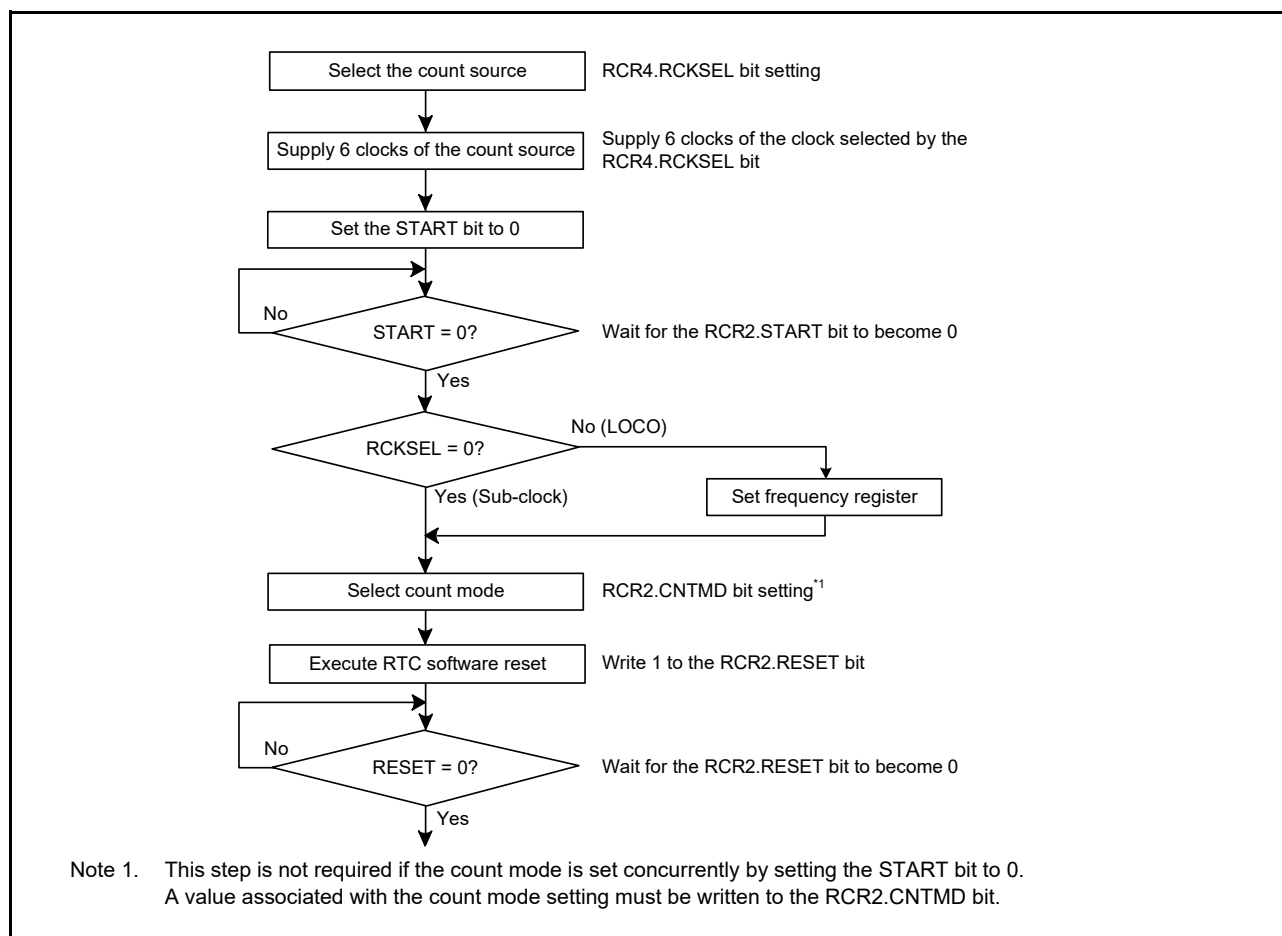 Select the count source
RCR4.RCKSEL bit setting
Supply 6 clocks of the count source
Supply 6 clocks of the clock selected by the
RCR4.RCKSEL bit
Set the START bit to 0
No
START = 0?
Wait for the RCR2.START bit to become 0
Yes
RCKSEL = 0?
No (LOCO)
Yes (Sub-clock)
Set frequency register
Select count mode
RCR2.CNTMD bit setting*1
Execute RTC software reset
Write 1 to the RCR2.RESET bit
No
RESET = 0?
Wait for the RCR2.RESET bit to become 0
Yes
Note 1. This step is not required if the count mode is set concurrently by setting the START bit to 0.
A value associated with the count mode setting must be written to the RCR2.CNTMD bit.